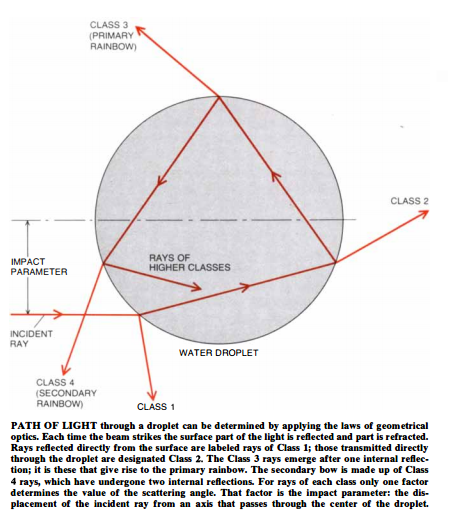 CLASS 3
(PRIMARY
RAINBOW)
CLASS 2
IMPACT
PARAMETER
RAYS OF
HIGHER CLASSES
INCIDENT
RAY
WATER DROPLET
CLASS 4
(SECONDARY
RAINBOW)
CLASS 1
PATH OF LIGHT through a droplet can be determined by applying the laws of geometrical
optics. Each time the beam strikes the surface part of the light is reflected and part is refracted.
Rays reflected directly from the surface are labeled rays of Class 1; those transmitted directly
through the droplet are designated Class 2. The Class 3 rays emerge after one internal reflec-
tion; it is these that give rise to the primary rainbow. The secondary bow is made up of Class
4 rays, which have undergone two internal reflections. For rays of each class only one factor
determines the value of the scattering angle. That factor is the impact parameter: the dis-
placement of the incident ray from an axis that passes through the center of the droplet.